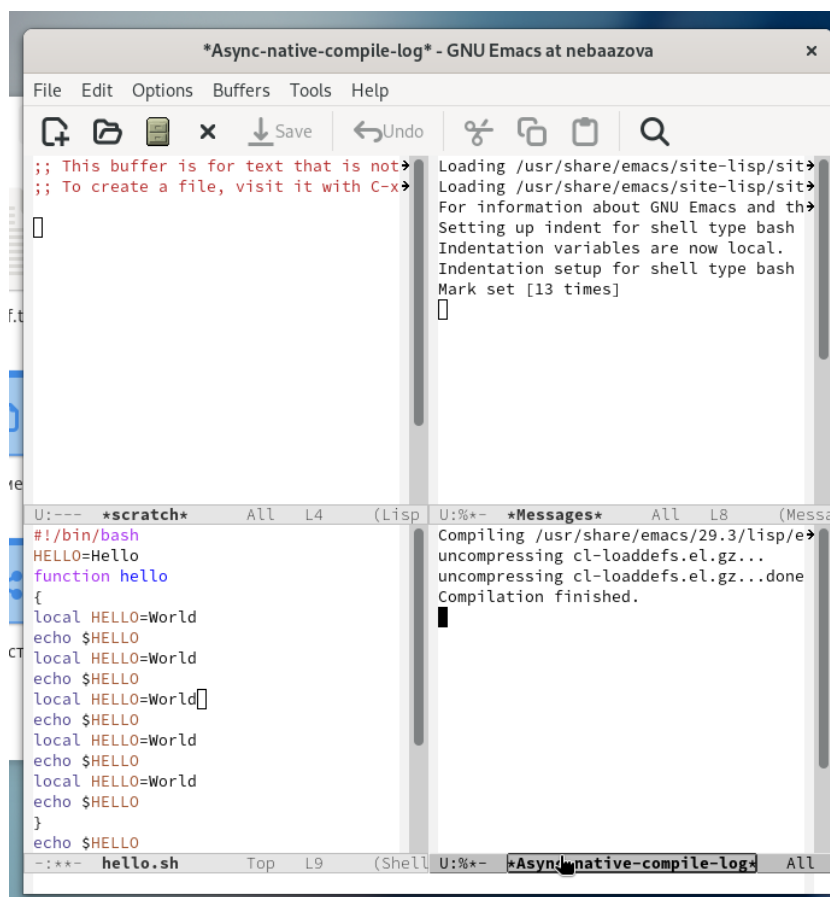 *Async-native-compile-log* - GNU Emacs at nebaazova
File Edit Options Buffers Tools Help
Save Undo
;; This buffer is for text that is not
;; To create a file, visit it with C-x
U:--- *scratch* All L4 (Lisp
Loading /usr/share/emacs/site-lisp/sit
Loading /usr/share/emacs/site-lisp/sit
For information about GNU Emacs and th
Setting up indent for shell type bash
Indentation variables are now local.
Indentation setup for shell type bash
Mark set [13 times]
U:%*- *Messages* All L8 (Messa
#!/bin/bash
HELLO=Hello
function hello
{
local HELLO=World
echo $HELLO
local HELLO=World
echo $HELLO
local HELLO=World
echo $HELLO
local HELLO=World
echo $HELLO
local HELLO=World
echo $HELLO
}
echo $HELLO
-:**- hello.sh Top L9 (Shell
Compiling /usr/share/emacs/29.3/lisp/e
uncompressing cl-loaddefs.el.gz...
uncompressing cl-loaddefs.el.gz...done
Compilation finished.
U:%*- *Async-native-compile-log* All